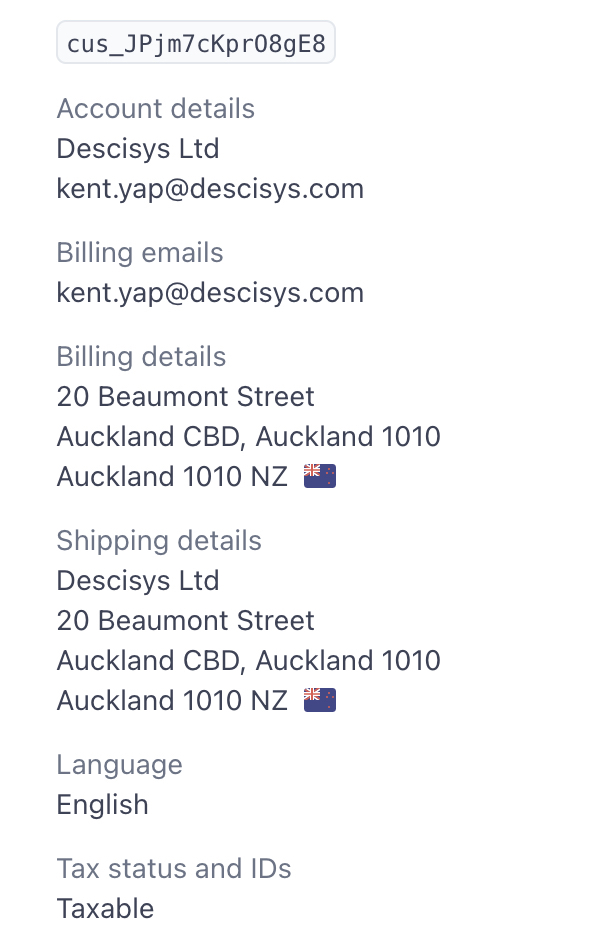 cus_JPjm7cKprO8gE8
Account details
Descisys Ltd
kent.yap@descisys.com
Billing emails
kent.yap@descisys.com
Billing details
20 Beaumont Street
Auckland CBD, Auckland 1010
Auckland 1010 NZ
Shipping details
Descisys Ltd
20 Beaumont Street
Auckland CBD, Auckland 1010
Auckland 1010 NZ
Language
English
Tax status and IDs
Taxable